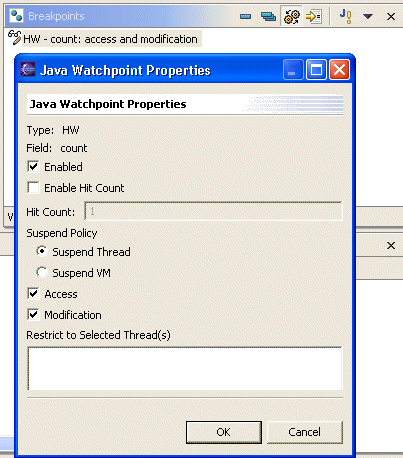 Breakpoints
HW - count: access and modification
Java Watchpoint Properties
Java Watchpoint Properties
Type: HW
Field: count
Enabled
Enable Hit Count
Hit Count: 1
Suspend Policy
Suspend Thread
Suspend VM
Access
Modification
Restrict to Selected Thread(s)
OK Cancel